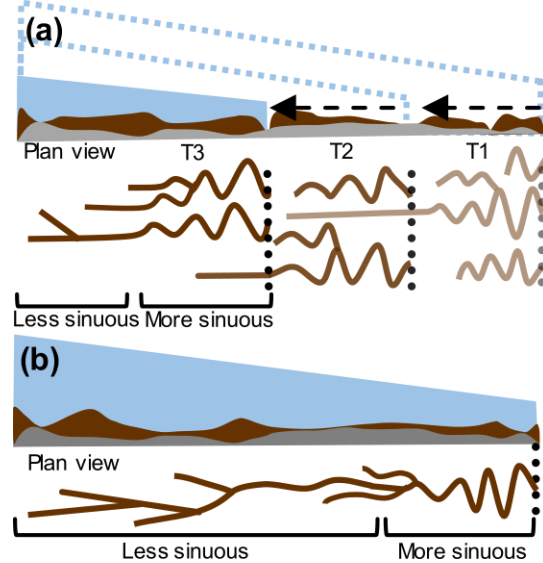 (a)
Plan view T3 T2 T1
Less sinuous More sinuous
(b)
Plan view
Less sinuous More sinuous